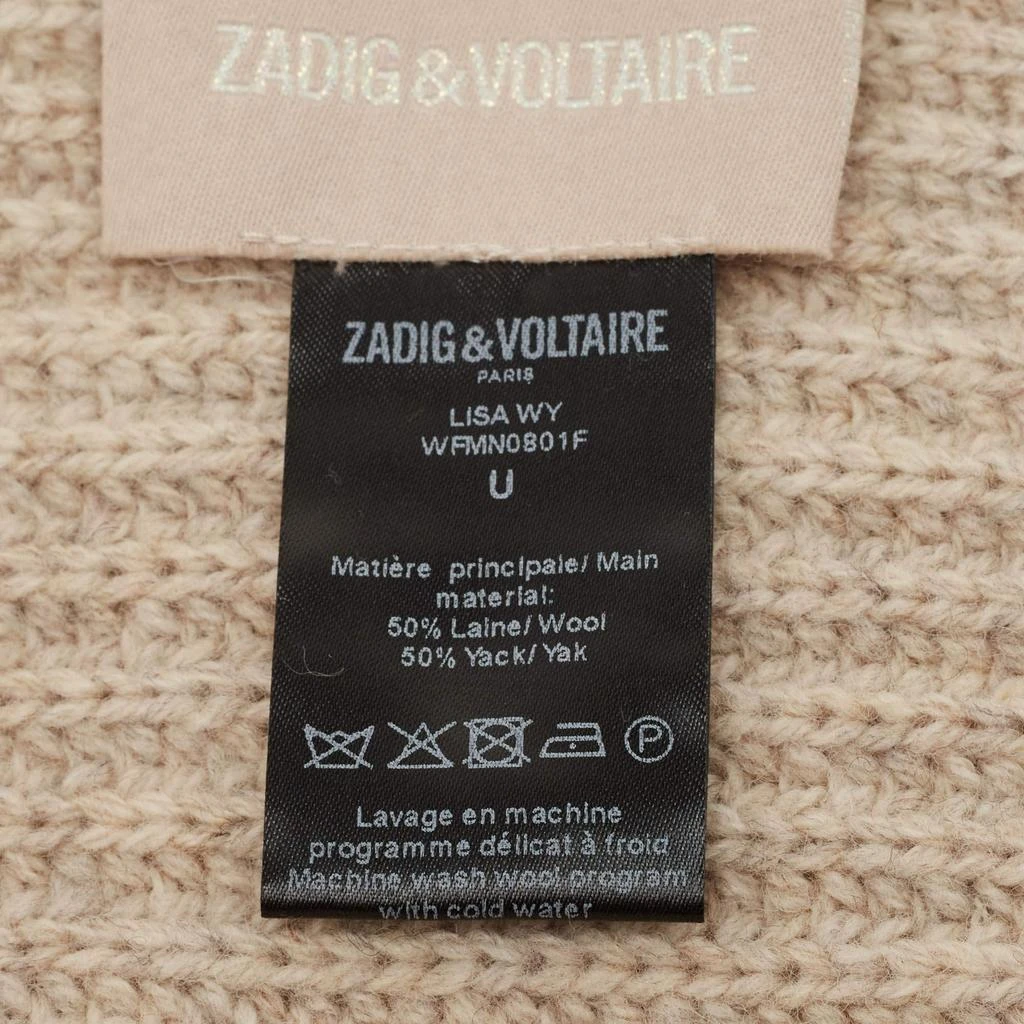 ZADIG & VOLTAIRE
ZADIG & VOLTAIRE
PARIS
LISA WY
WFMN0801F
U
Matière principale/ Main
material:
50% Laine/ Wool
50% Yack/ Yak
P
Lavage en machine
programme délicat à froid
Machine wash wool program
with cold water